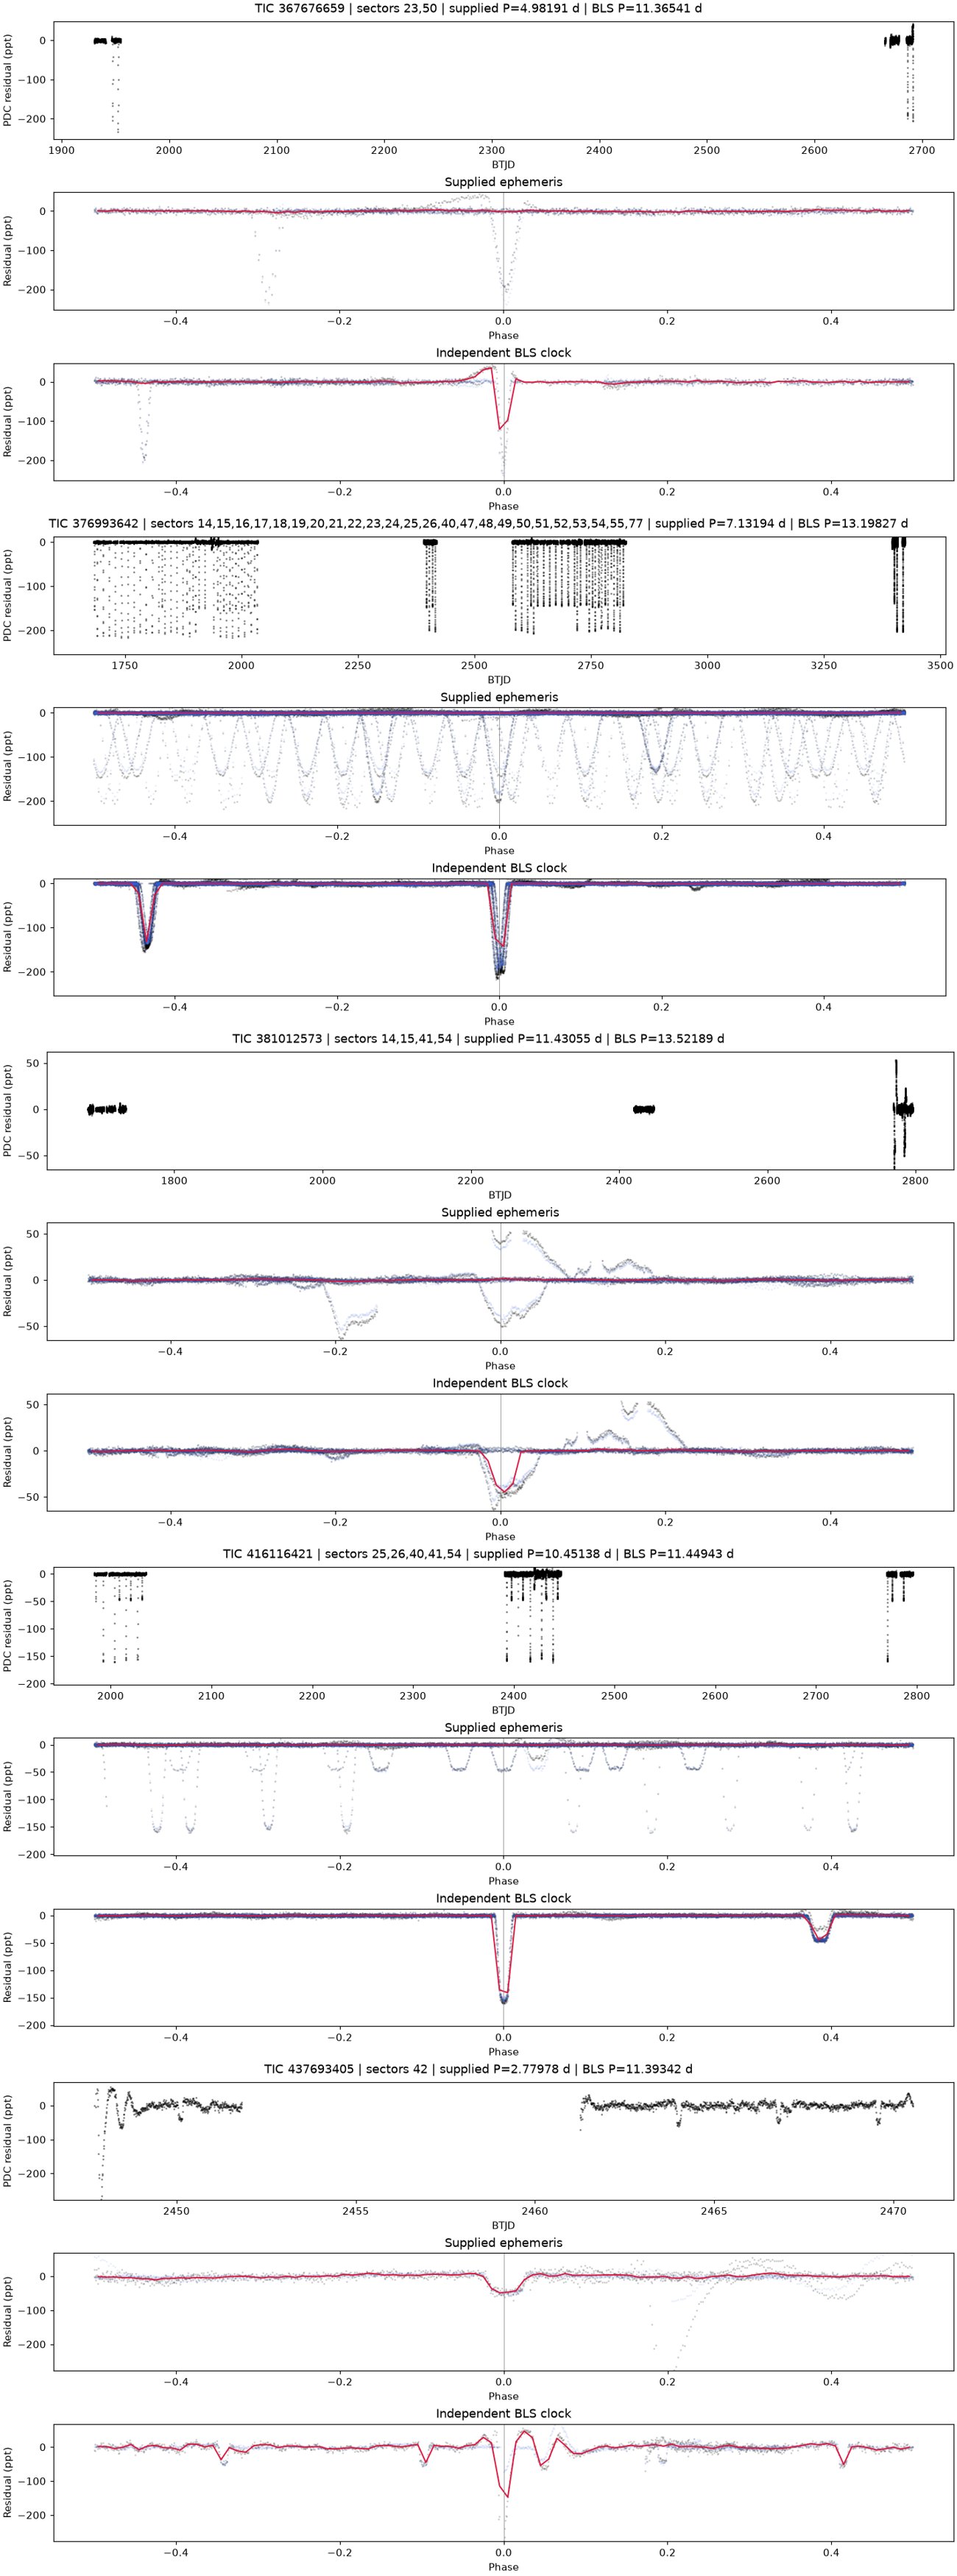 TIC 367676659 | sectors 23,50 | supplied P=4.98191 d | BLS P=11.36541 d
PDC residual (ppt)
0
−100
−200
1900 2000 2100 2200 2300 2400 2500 2600 2700
BTJD
Supplied ephemeris
Residual (ppt)
0
−100
−200
−0.4 −0.2 0.0 0.2 0.4
Phase
Independent BLS clock
Residual (ppt)
0
−100
−200
−0.4 −0.2 0.0 0.2 0.4
Phase
TIC 376993642 | sectors 14,15,16,17,18,19,20,21,22,23,24,25,26,40,47,48,49,50,51,52,53,54,55,77 | supplied P=7.13194 d | BLS P=13.19827 d
PDC residual (ppt)
0
−100
−200
1750 2000 2250 2500 2750 3000 3250 3500
BTJD
Supplied ephemeris
Residual (ppt)
0
−100
−200
−0.4 −0.2 0.0 0.2 0.4
Phase
Independent BLS clock
Residual (ppt)
0
−100
−200
−0.4 −0.2 0.0 0.2 0.4
Phase
TIC 381012573 | sectors 14,15,41,54 | supplied P=11.43055 d | BLS P=13.52189 d
PDC residual (ppt)
50
0
−50
1800 2000 2200 2400 2600 2800
BTJD
Supplied ephemeris
Residual (ppt)
50
0
−50
−0.4 −0.2 0.0 0.2 0.4
Phase
Independent BLS clock
Residual (ppt)
50
0
−50
−0.4 −0.2 0.0 0.2 0.4
Phase
TIC 416116421 | sectors 25,26,40,41,54 | supplied P=10.45138 d | BLS P=11.44943 d
PDC residual (ppt)
0
−50
−100
−150
−200
2000 2100 2200 2300 2400 2500 2600 2700 2800
BTJD
Supplied ephemeris
Residual (ppt)
0
−50
−100
−150
−200
−0.4 −0.2 0.0 0.2 0.4
Phase
Independent BLS clock
Residual (ppt)
0
−50
−100
−150
−200
−0.4 −0.2 0.0 0.2 0.4
Phase
TIC 437693405 | sectors 42 | supplied P=2.77978 d | BLS P=11.39342 d
PDC residual (ppt)
0
−100
−200
2450 2455 2460 2465 2470
BTJD
Supplied ephemeris
Residual (ppt)
0
−100
−200
−0.4 −0.2 0.0 0.2 0.4
Phase
Independent BLS clock
Residual (ppt)
0
−100
−200
−0.4 −0.2 0.0 0.2 0.4
Phase